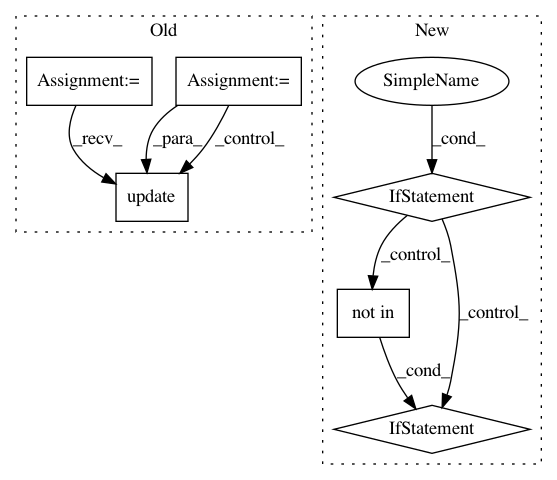 Old
New
Assignment:=
Assignment:=
SimpleName
_recv_
_para_
_control_
_cond_
update
IfStatement
_control_
not in
_control_
_cond_
IfStatement